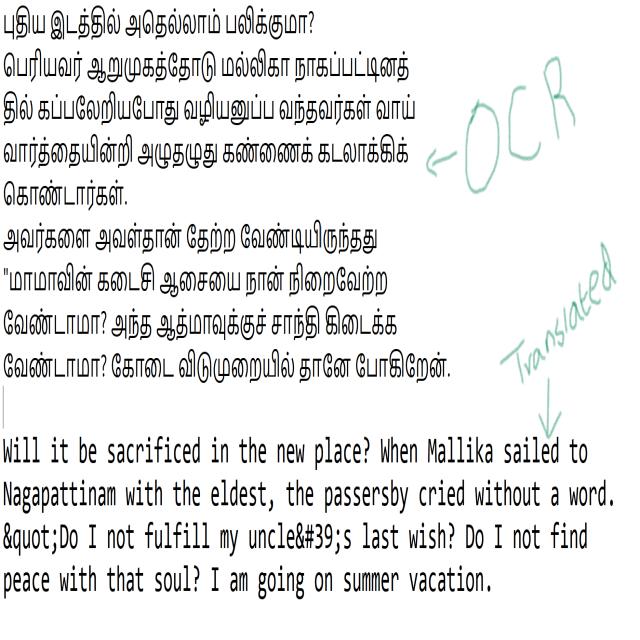 புதிய இடத்தில் அதெல்லாம் பலிக்குமா?
பெரியவர் ஆறுமுகத்தோடு மல்லிகா நாகப்பட்டினத்
தில் கப்பலேறியபோது வழியனுப்ப வந்தவர்கள் வாய்
வார்த்தையின்றி அழுதழுது கண்ணைக் கடலாக்கிக்
கொண்டார்கள்.
அவர்களை அவள்தான் தேற்ற வேண்டியிருந்தது
"மாமாவின் கடைசி ஆசையை நான் நிறைவேற்ற
வேண்டாமா? அந்த ஆத்மாவுக்குச் சாந்தி கிடைக்க
வேண்டாமா? கோடை விடுமுறையில் தானே போகிறேன்.
OCR
Translated
Will it be sacrificed in the new place? When Mallika sailed to
Nagapattinam with the eldest, the passersby cried without a word.
&quot;Do I not fulfill my uncle&#39;s last wish? Do I not find
peace with that soul? I am going on summer vacation.